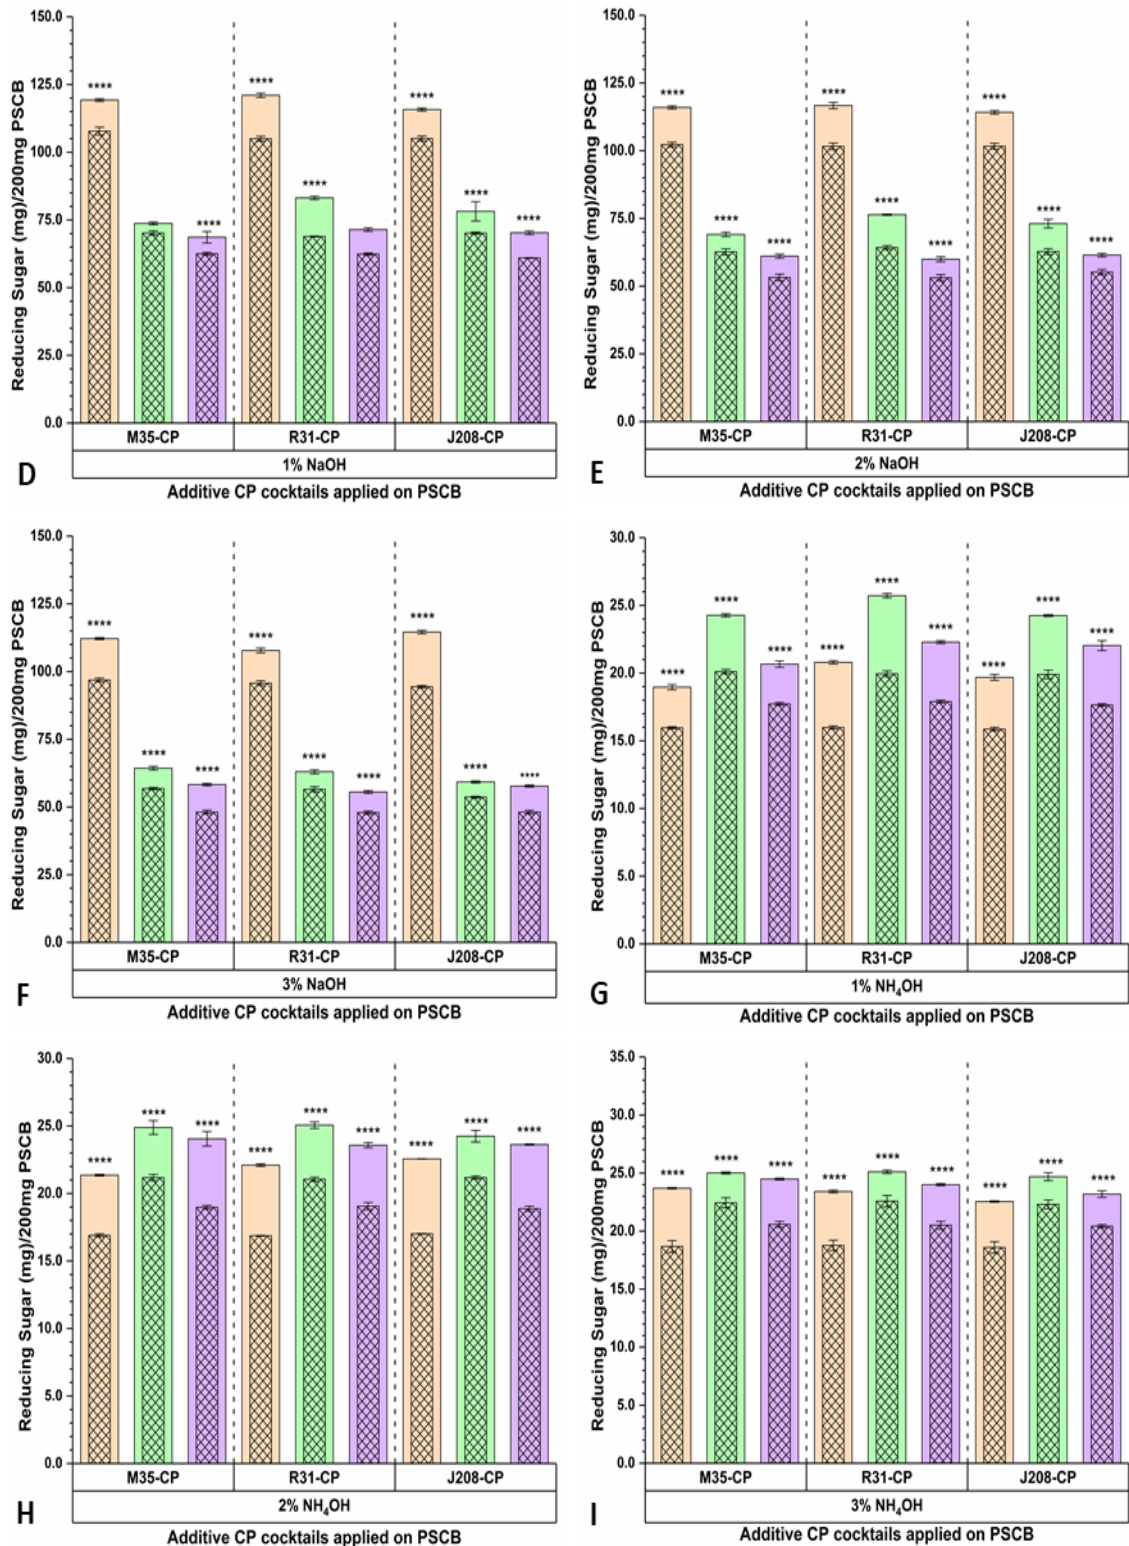 Reducing Sugar (mg)/200mg PSCB
150.0
125.0
100.0
75.0
50.0
25.0
0.0
**** **** **** **** **** **** ****
M35-CP R31-CP J208-CP
1% NaOH
D
Additive CP cocktails applied on PSCB
Reducing Sugar (mg)/200mg PSCB
150.0
125.0
100.0
75.0
50.0
25.0
0.0
**** **** **** **** **** **** **** **** ****
M35-CP R31-CP J208-CP
2% NaOH
E
Additive CP cocktails applied on PSCB
Reducing Sugar (mg)/200mg PSCB
150.0
125.0
100.0
75.0
50.0
25.0
0.0
**** **** **** **** **** **** **** **** ****
M35-CP R31-CP J208-CP
3% NaOH
F
Additive CP cocktails applied on PSCB
Reducing Sugar (mg)/200mg PSCB
30.0
25.0
20.0
15.0
10.0
5.0
0.0
**** **** **** **** **** **** **** **** ****
M35-CP R31-CP J208-CP
1% NH₄OH
G
Additive CP cocktails applied on PSCB
Reducing Sugar (mg)/200mg PSCB
30.0
25.0
20.0
15.0
10.0
5.0
0.0
**** **** **** **** **** **** **** **** ****
M35-CP R31-CP J208-CP
2% NH₄OH
H
Additive CP cocktails applied on PSCB
Reducing Sugar (mg)/200mg PSCB
35.0
30.0
25.0
20.0
15.0
10.0
5.0
0.0
**** **** **** **** **** **** **** **** ****
M35-CP R31-CP J208-CP
3% NH₄OH
I
Additive CP cocktails applied on PSCB